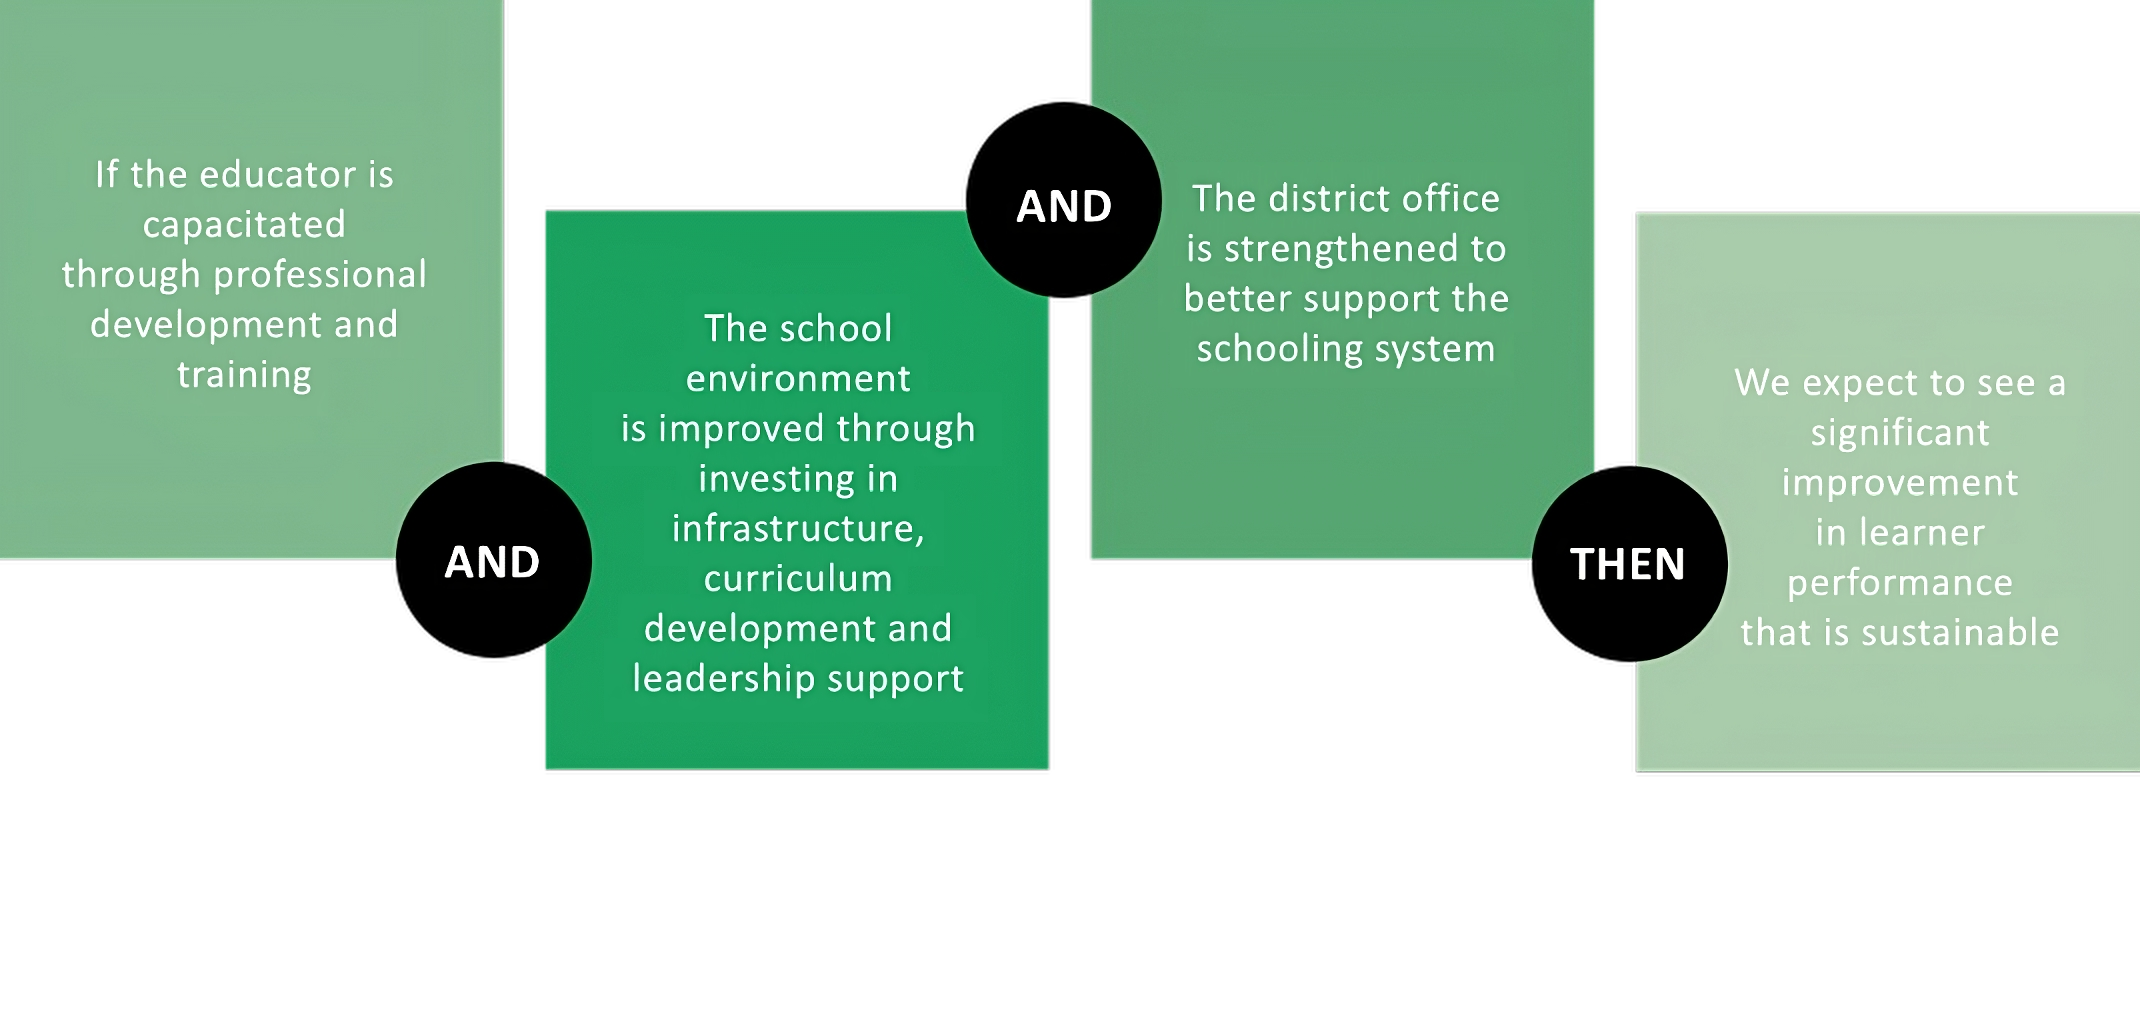 If the educator is
capacitated
through professional
development and
training
AND
The school
environment
is improved through
investing in
infrastructure,
curriculum
development and
leadership support
AND
The district office
is strengthened to
better support the
schooling system
THEN
We expect to see a
significant
improvement
in learner
performance
that is sustainable